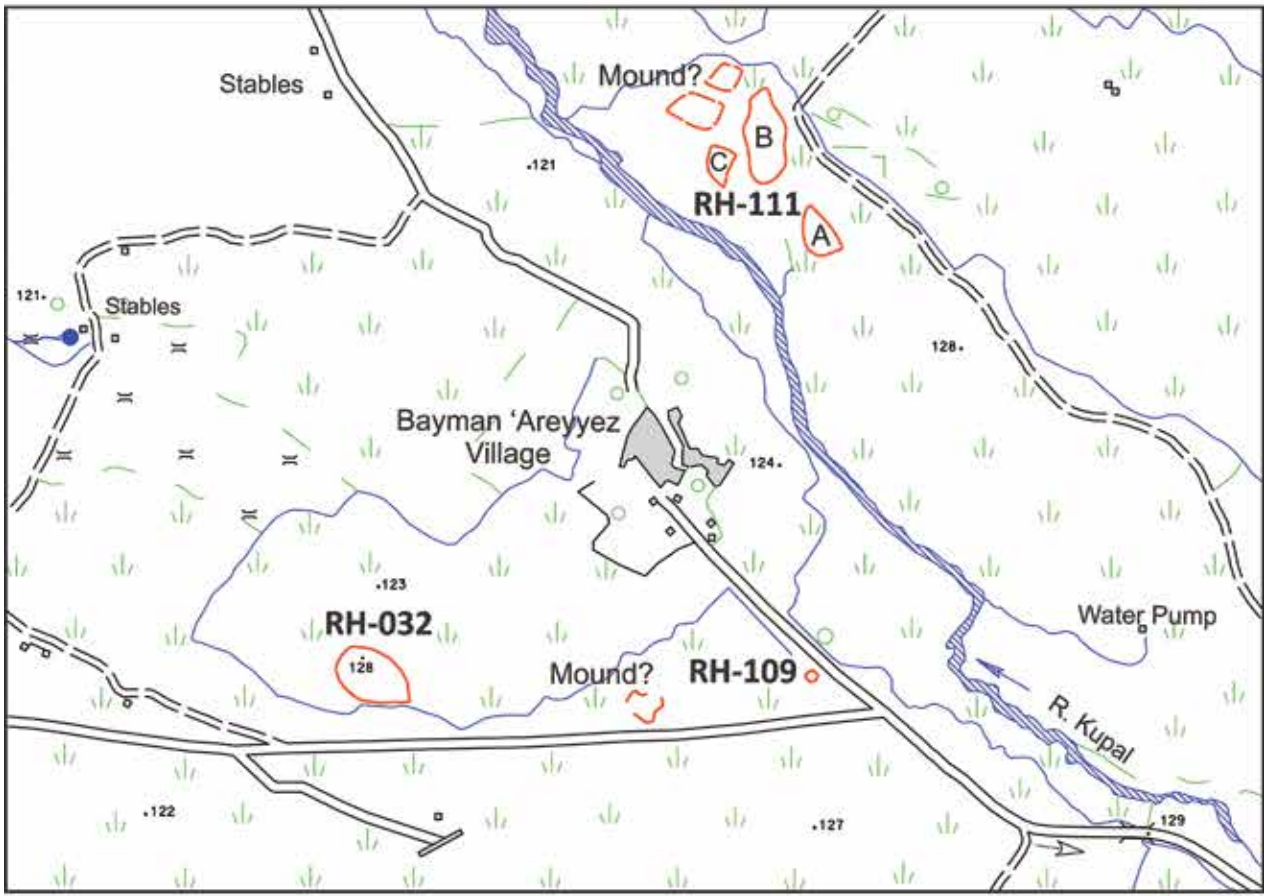 Mound?
Stables
B
.121
C
RH-111
A
121.
Stables
128.
Bayman ‘Areyyez
Village
124.
.123
RH-032
128
Water Pump
Mound?
RH-109
R. Kupal
.122
.127
129